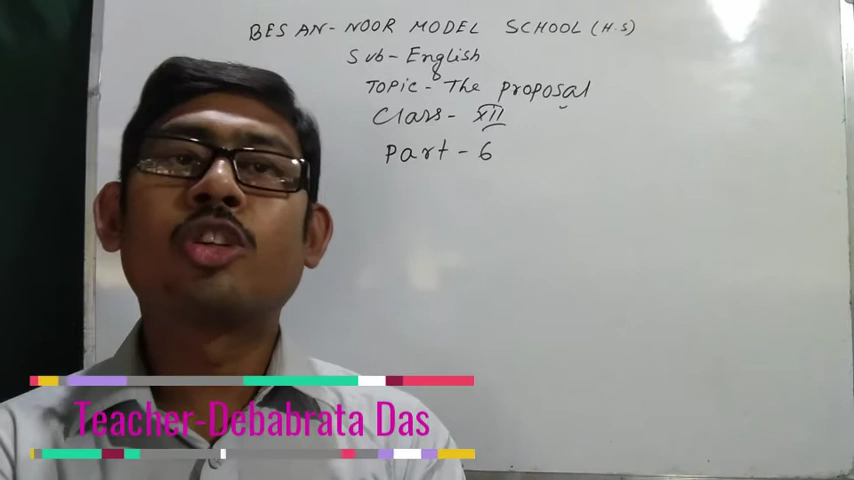 BES AN-NOOR MODEL SCHOOL (H.S)
Sub- English
TOPIC- The proposal
Class- XII
Part - 6
Teacher-Debabrata Das